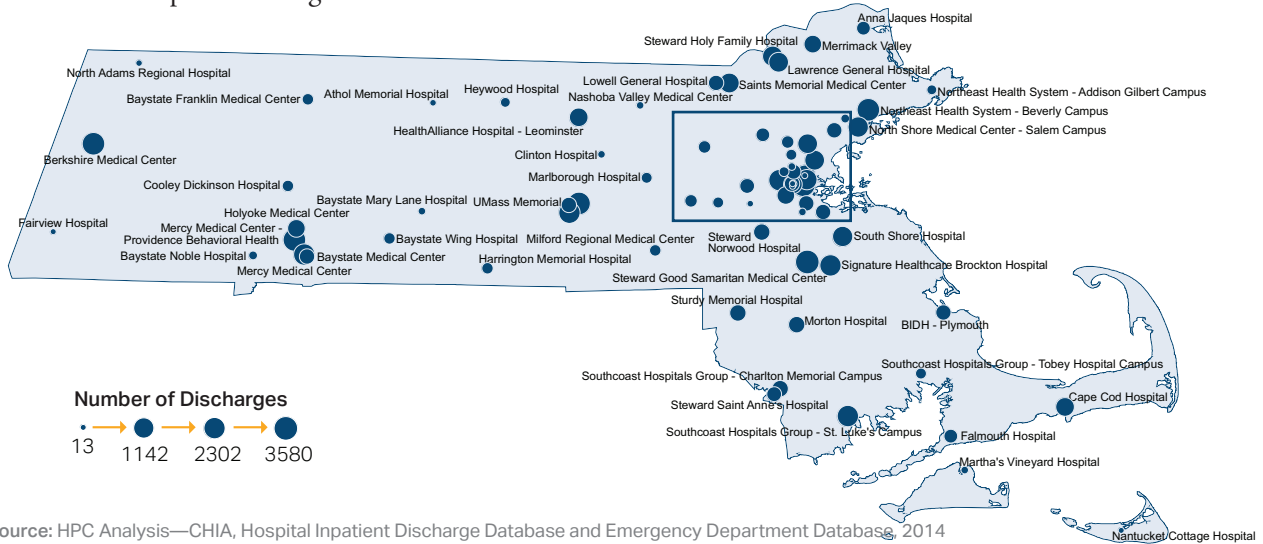 Anna Jaques Hospital
Steward Holy Family Hospital
Merrimack Valley
Lawrence General Hospital
North Adams Regional Hospital
Lowell General Hospital
Saints Memorial Medical Center
Baystate Franklin Medical Center
Athol Memorial Hospital
Heywood Hospital
Nashoba Valley Medical Center
Northeast Health System - Addison Gilbert Campus
Northeast Health System - Beverly Campus
HealthAlliance Hospital - Leominster
North Shore Medical Center - Salem Campus
Berkshire Medical Center
Clinton Hospital
Marlborough Hospital
Cooley Dickinson Hospital
Baystate Mary Lane Hospital
UMass Memorial
Holyoke Medical Center
Fairview Hospital
Mercy Medical Center -
Providence Behavioral Health
Baystate Wing Hospital
Milford Regional Medical Center
Steward
Norwood Hospital
South Shore Hospital
Baystate Noble Hospital
Baystate Medical Center
Harrington Memorial Hospital
Mercy Medical Center
Signature Healthcare Brockton Hospital
Steward Good Samaritan Medical Center
Sturdy Memorial Hospital
Morton Hospital
BIDH - Plymouth
Southcoast Hospitals Group - Tobey Hospital Campus
Southcoast Hospitals Group - Charlton Memorial Campus
Cape Cod Hospital
Steward Saint Anne's Hospital
Southcoast Hospitals Group - St. Luke's Campus
Falmouth Hospital
Martha's Vineyard Hospital
Nantucket Cottage Hospital
Number of Discharges
13 1142 2302 3580
ource: HPC Analysis—CHIA, Hospital Inpatient Discharge Database and Emergency Department Database, 2014